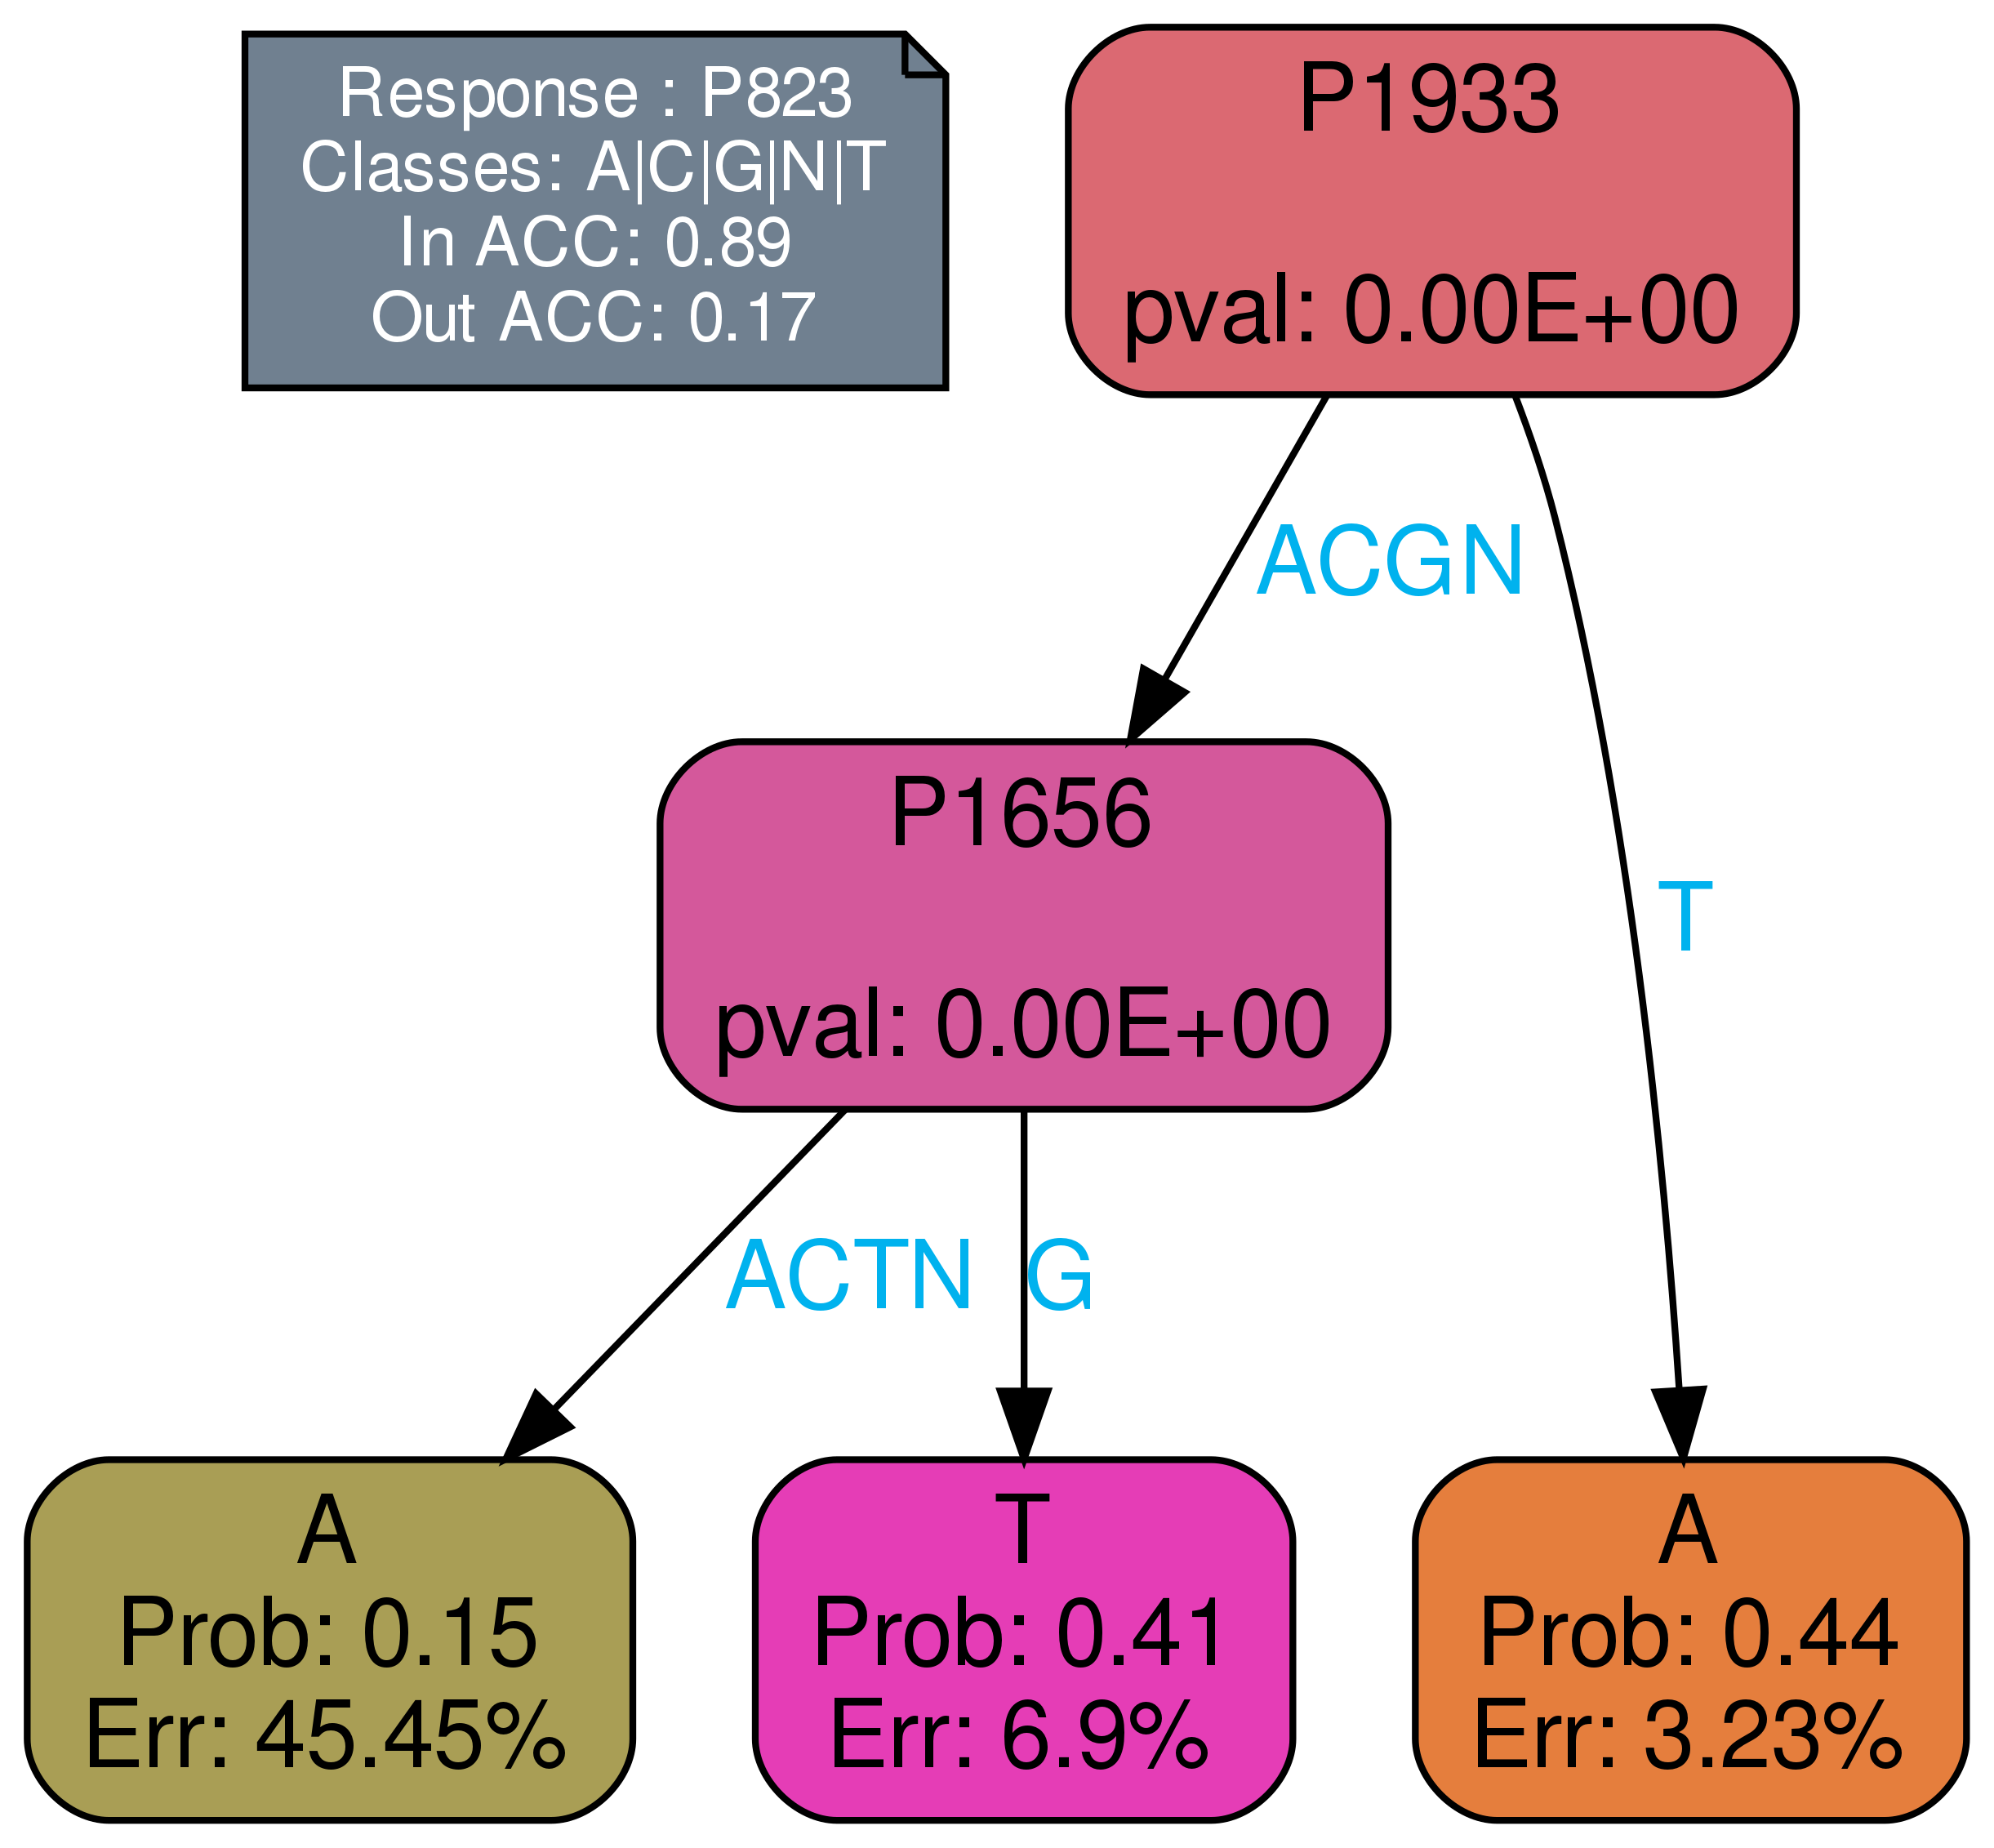 Response : P823
Classes: A|C|G|N|T
In ACC: 0.89
Out ACC: 0.17
P1933
pval: 0.00E+00
ACGN
T
P1656
pval: 0.00E+00
ACTN
G
A
Prob: 0.15
Err: 45.45%
T
Prob: 0.41
Err: 6.9%
A
Prob: 0.44
Err: 3.23%